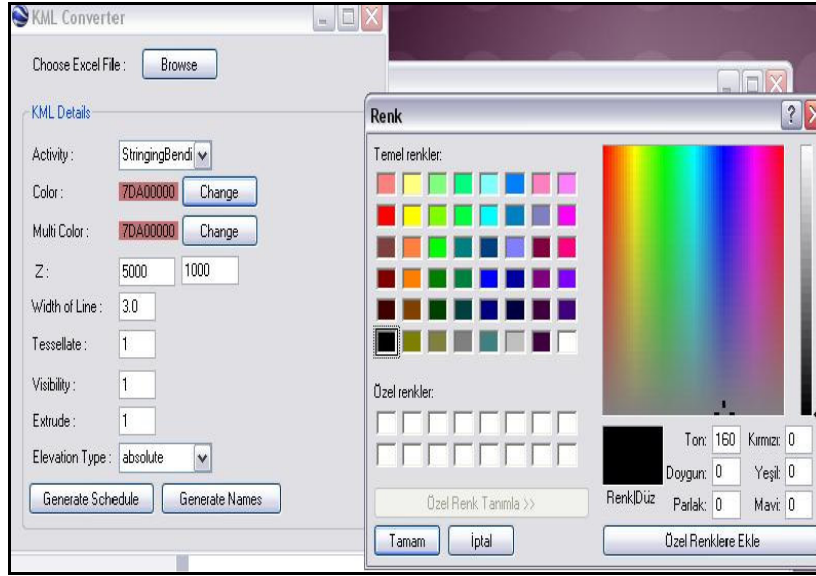 KML Converter
Choose Excel File :
Browse
KML Details
Activity :
StringingBendi
Color :
7DA00000
Change
Multi Color :
7DA00000
Change
Z :
5000
1000
Width of Line :
3.0
Tessellate :
1
Visibility :
1
Extrude :
1
Elevation Type :
absolute
Generate Schedule
Generate Names
Renk
Temel renkler:
Özel renkler:
Özel Renk Tanımla >>
Tamam
İptal
Renk|Düz
Ton: 160
Kırmızı: 0
Doygun: 0
Yeşil: 0
Parlak: 0
Mavi: 0
Özel Renklere Ekle